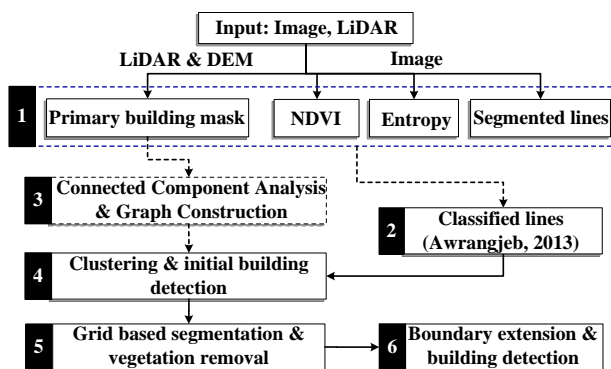 Input: Image, LiDAR
LiDAR & DEM
Image
1
Primary building mask
NDVI
Entropy
Segmented lines
3
Connected Component Analysis
& Graph Construction
2
Classified lines
(Awrangjeb, 2013)
4
Clustering & initial building
detection
5
Grid based segmentation &
vegetation removal
6
Boundary extension &
building detection